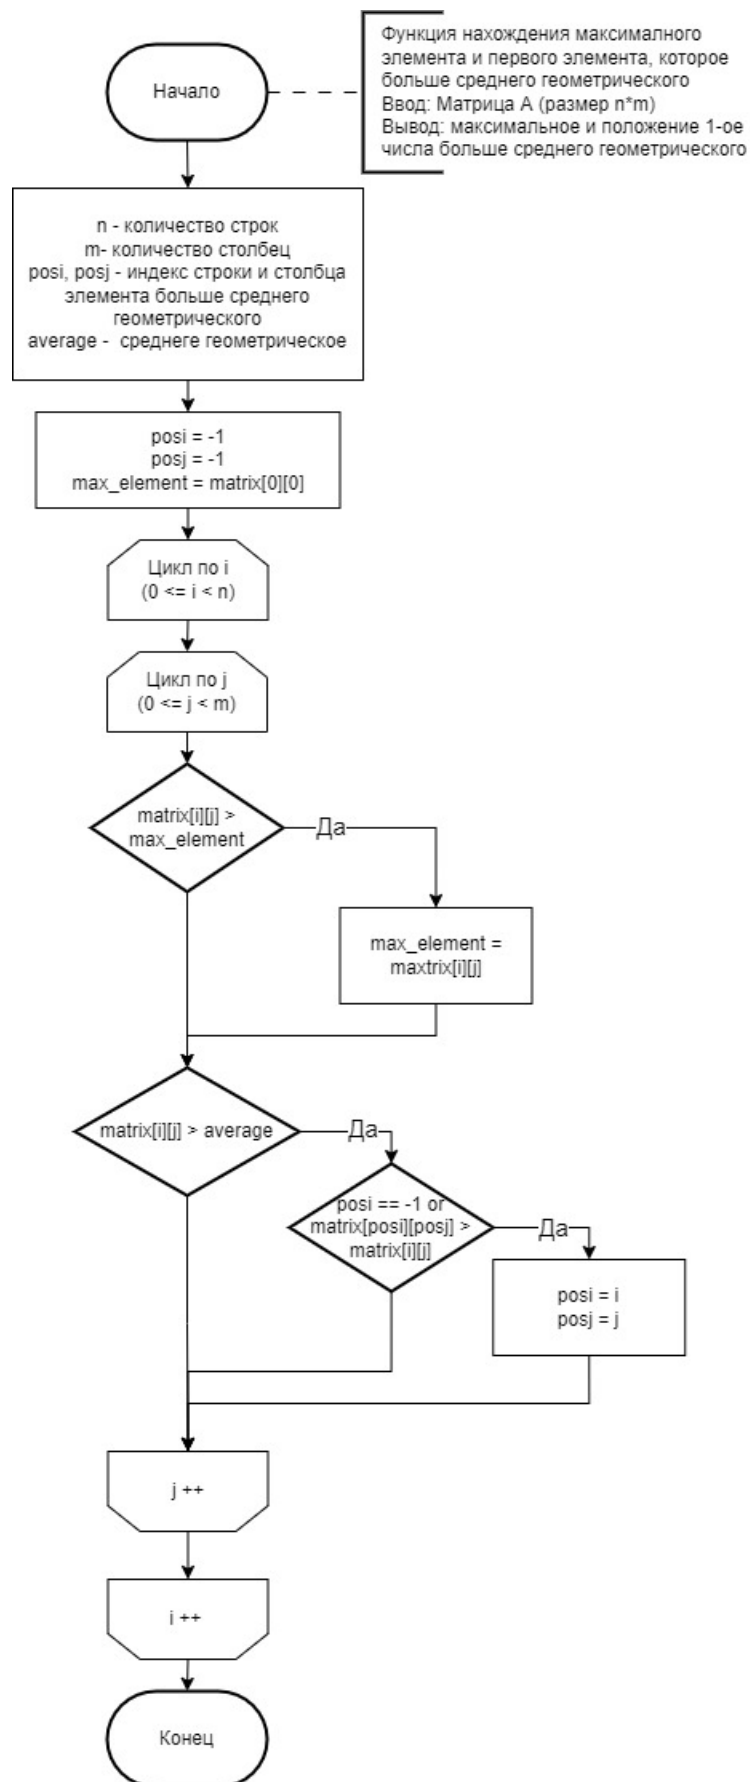 Функция нахождения максималного
элемента и первого элемента, которое
больше среднего геометрического
Ввод: Матрица А (размер n*m)
Вывод: максимальное и положение 1-ое
числа больше среднего геометрического
Начало
n - количество строк
m- количество столбец
posi, posj - индекс строки и столбца
элемента больше среднего
геометрического
average - среднеге геометрическое
posi = -1
posj = -1
max_element = matrix[0][0]
Цикл по i
(0 <= i < n)
Цикл по j
(0 <= j < m)
matrix[i][j] >
max_element
Да
max_element =
maxtrix[i][j]
matrix[i][j] > average
Да
posi == -1 or
matrix[posi][posj] >
matrix[i][j]
Да
posi = i
posj = j
j ++
i ++
Конец